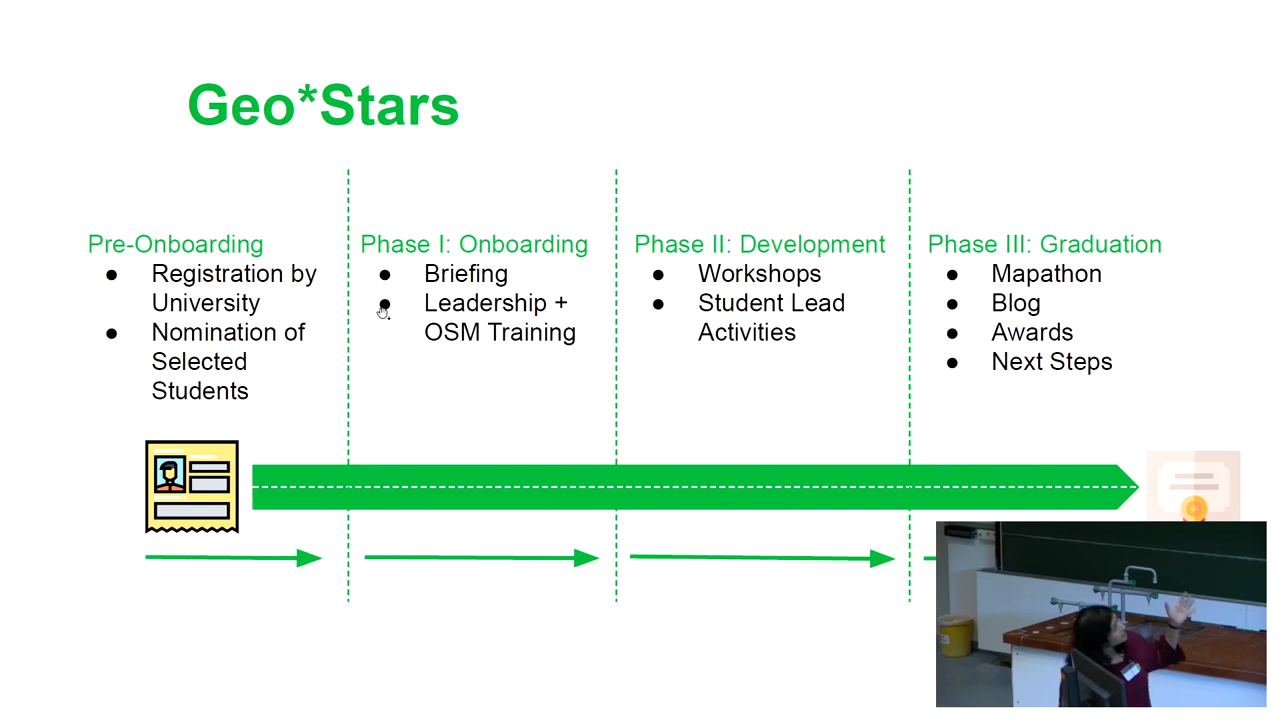 Geo*Stars
Pre-Onboarding
● Registration by
University
● Nomination of
Selected
Students
Phase I: Onboarding
● Briefing
● Leadership +
OSM Training
Phase II: Development
● Workshops
● Student Lead
Activities
Phase III: Graduation
● Mapathon
● Blog
● Awards
● Next Steps